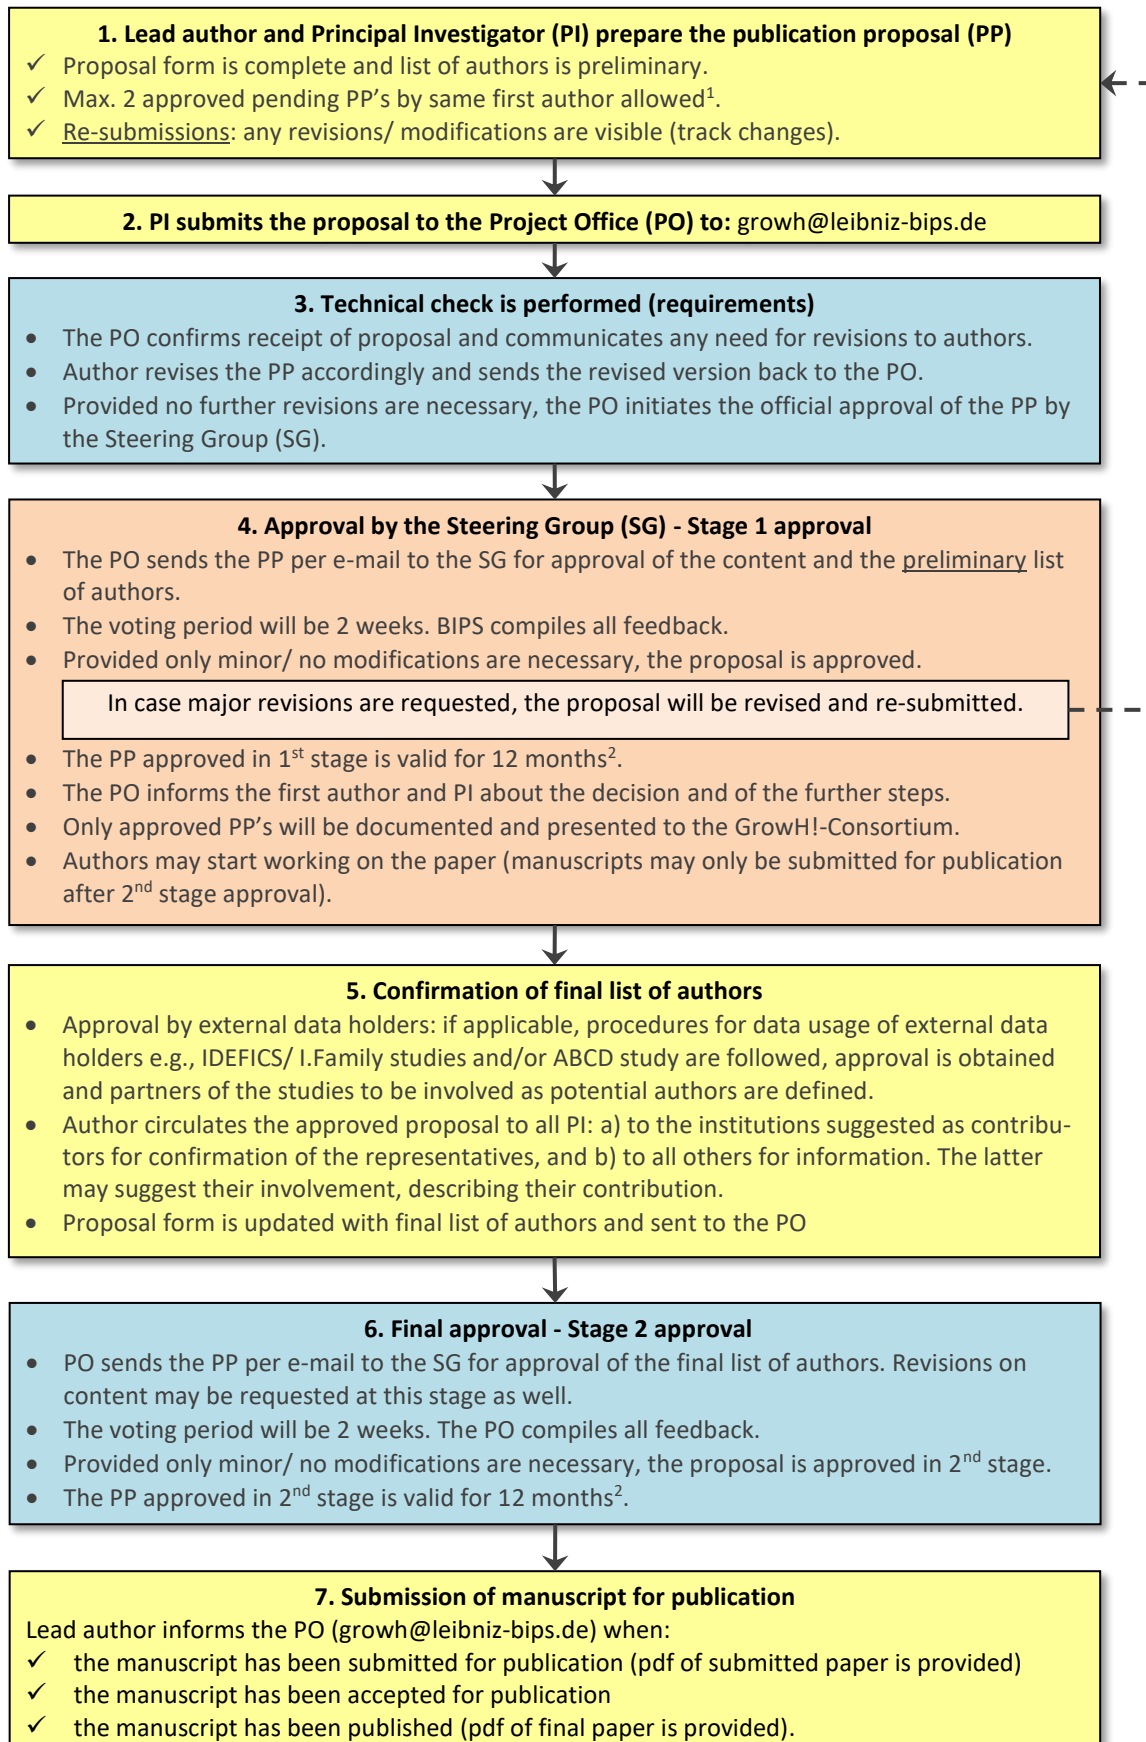 1. Lead author and Principal Investigator (PI) prepare the publication proposal (PP)
✓ Proposal form is complete and list of authors is preliminary.
✓ Max. 2 approved pending PP's by same first author allowed¹.
✓ Re-submissions: any revisions/ modifications are visible (track changes).
2. PI submits the proposal to the Project Office (PO) to: growh@leibniz-bips.de
3. Technical check is performed (requirements)
• The PO confirms receipt of proposal and communicates any need for revisions to authors.
• Author revises the PP accordingly and sends the revised version back to the PO.
• Provided no further revisions are necessary, the PO initiates the official approval of the PP by
the Steering Group (SG).
4. Approval by the Steering Group (SG) - Stage 1 approval
• The PO sends the PP per e-mail to the SG for approval of the content and the preliminary list
of authors.
• The voting period will be 2 weeks. BIPS compiles all feedback.
• Provided only minor/ no modifications are necessary, the proposal is approved.
In case major revisions are requested, the proposal will be revised and re-submitted.
• The PP approved in 1st stage is valid for 12 months².
• The PO informs the first author and PI about the decision and of the further steps.
• Only approved PP's will be documented and presented to the GrowH!-Consortium.
• Authors may start working on the paper (manuscripts may only be submitted for publication
after 2nd stage approval).
5. Confirmation of final list of authors
• Approval by external data holders: if applicable, procedures for data usage of external data
holders e.g., IDEFICS/ I.Family studies and/or ABCD study are followed, approval is obtained
and partners of the studies to be involved as potential authors are defined.
• Author circulates the approved proposal to all PI: a) to the institutions suggested as contribu-
tors for confirmation of the representatives, and b) to all others for information. The latter
may suggest their involvement, describing their contribution.
• Proposal form is updated with final list of authors and sent to the PO
6. Final approval - Stage 2 approval
• PO sends the PP per e-mail to the SG for approval of the final list of authors. Revisions on
content may be requested at this stage as well.
• The voting period will be 2 weeks. The PO compiles all feedback.
• Provided only minor/ no modifications are necessary, the proposal is approved in 2nd stage.
• The PP approved in 2nd stage is valid for 12 months².
7. Submission of manuscript for publication
Lead author informs the PO (growh@leibniz-bips.de) when:
✓ the manuscript has been submitted for publication (pdf of submitted paper is provided)
✓ the manuscript has been accepted for publication
✓ the manuscript has been published (pdf of final paper is provided).